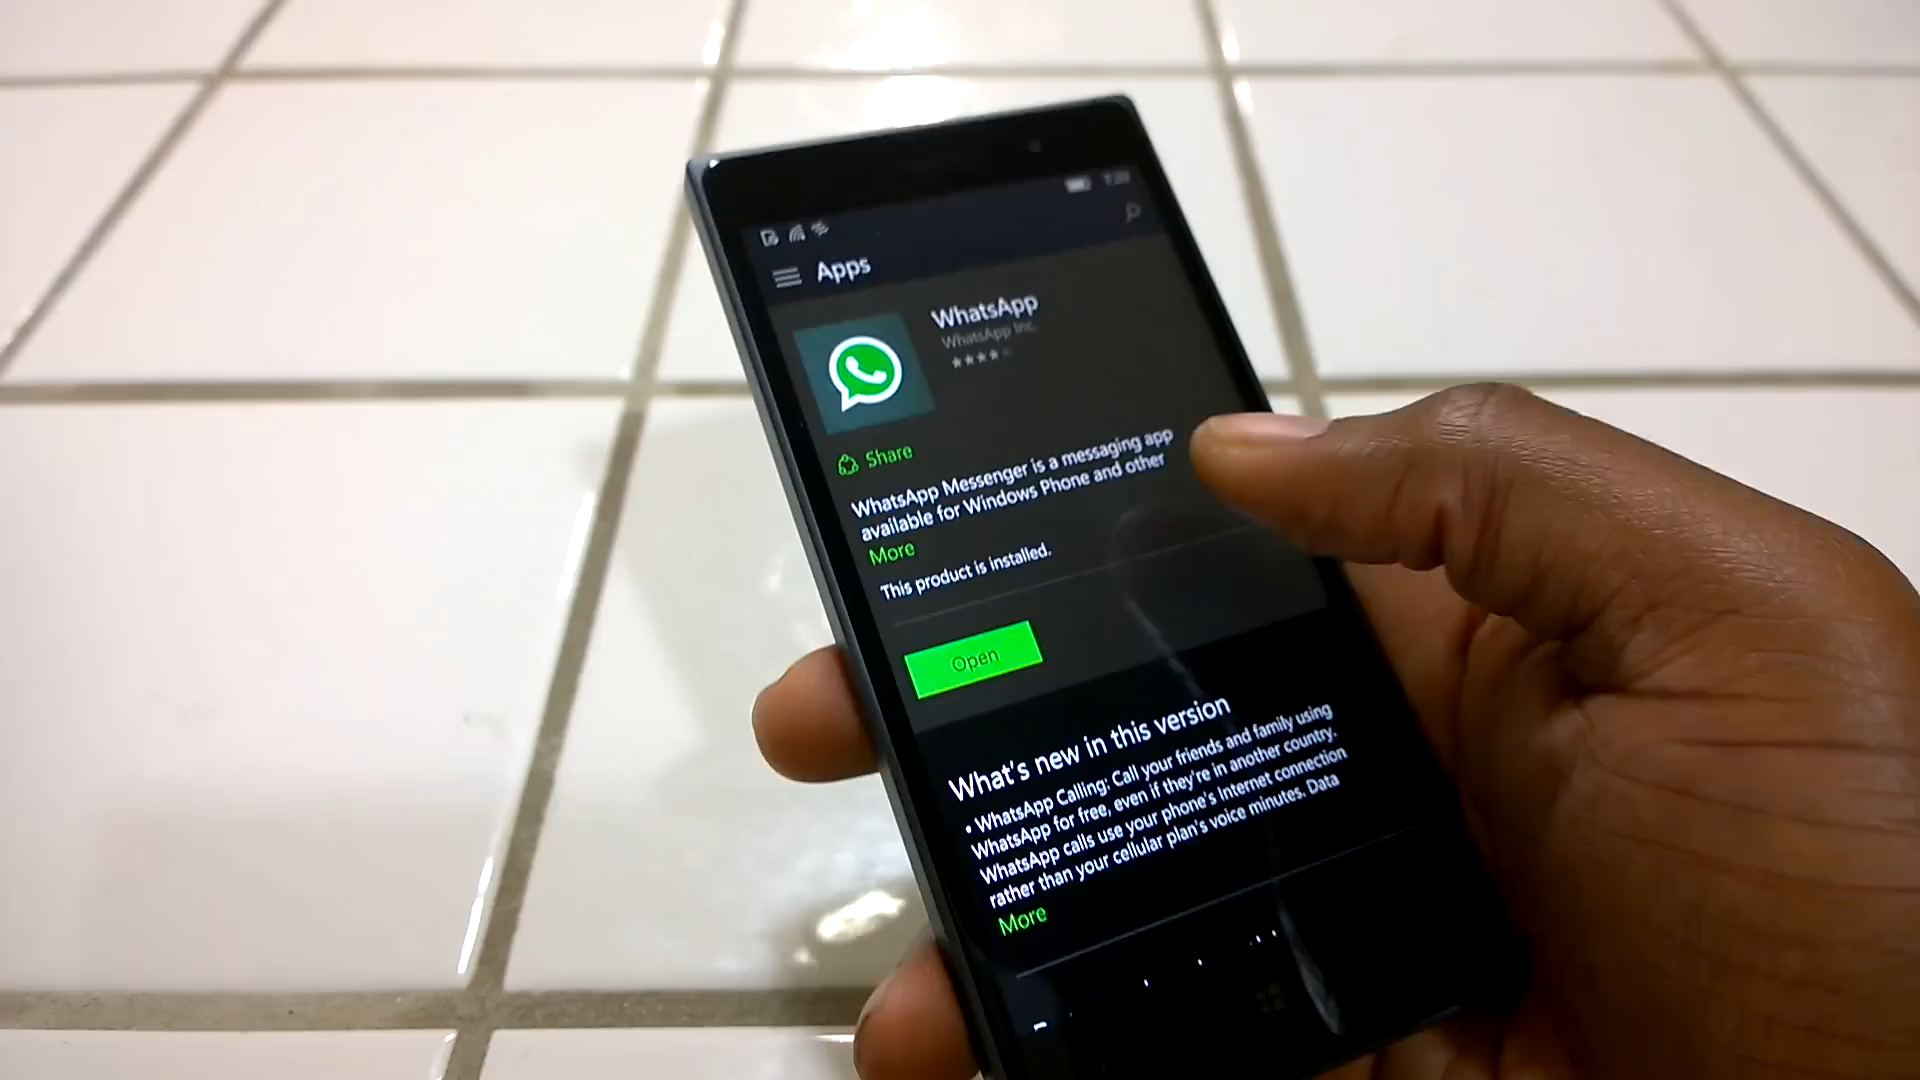 Apps
WhatsApp
WhatsApp Inc.
Share
WhatsApp Messenger is a messaging app
available for Windows Phone and other
More
This product is installed.
Open
What's new in this version
• WhatsApp Calling: Call your friends and family using
WhatsApp for free, even if they're in another country.
WhatsApp calls use your phone's Internet connection
rather than your cellular plan's voice minutes. Data
More